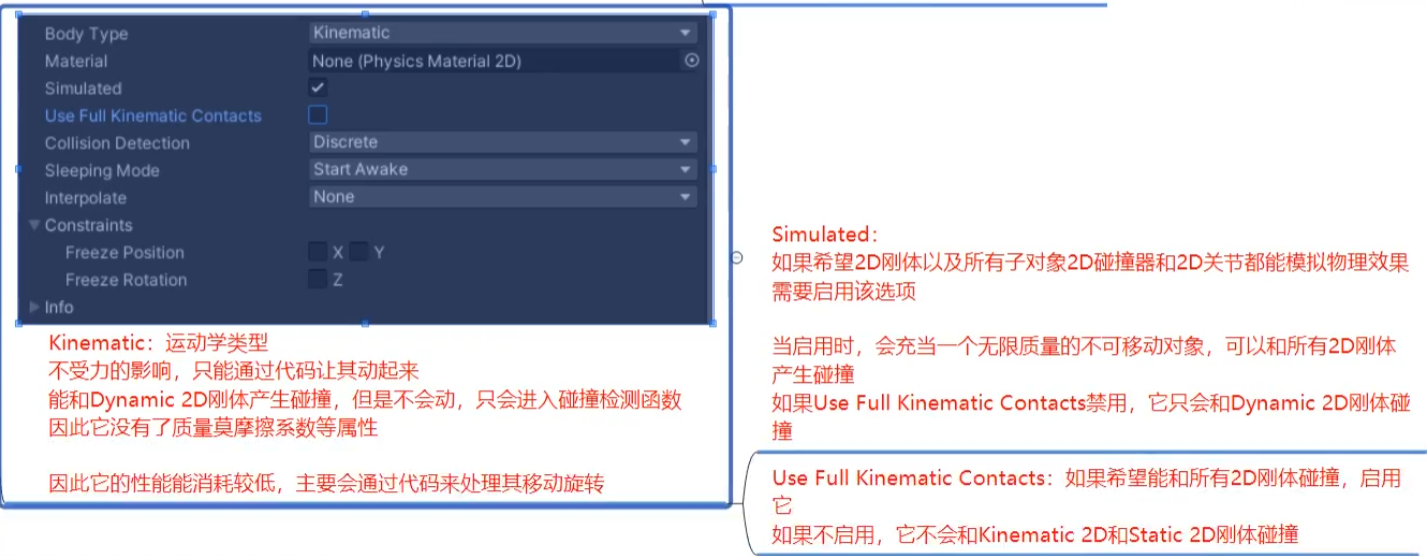 Body Type Kinematic
Material None (Physics Material 2D)
Simulated
Use Full Kinematic Contacts
Collision Detection Discrete
Sleeping Mode Start Awake
Interpolate None
Constraints
Freeze Position X Y
Freeze Rotation Z
Info
Kinematic：运动学类型
不受力的影响，只能通过代码让其动起来
能和Dynamic 2D刚体产生碰撞，但是不会动，只会进入碰撞检测函数
因此它没有了质量莫摩擦系数等属性
因此它的性能能消耗较低，主要会通过代码来处理其移动旋转
Simulated：
如果希望2D刚体以及所有子对象2D碰撞器和2D关节都能模拟物理效果
需要启用该选项
当启用时，会充当一个无限质量的不可移动对象，可以和所有2D刚体
产生碰撞
如果Use Full Kinematic Contacts禁用，它只会和Dynamic 2D刚体碰
撞
Use Full Kinematic Contacts：如果希望能和所有2D刚体碰撞，启用
它
如果不启用，它不会和Kinematic 2D和Static 2D刚体碰撞